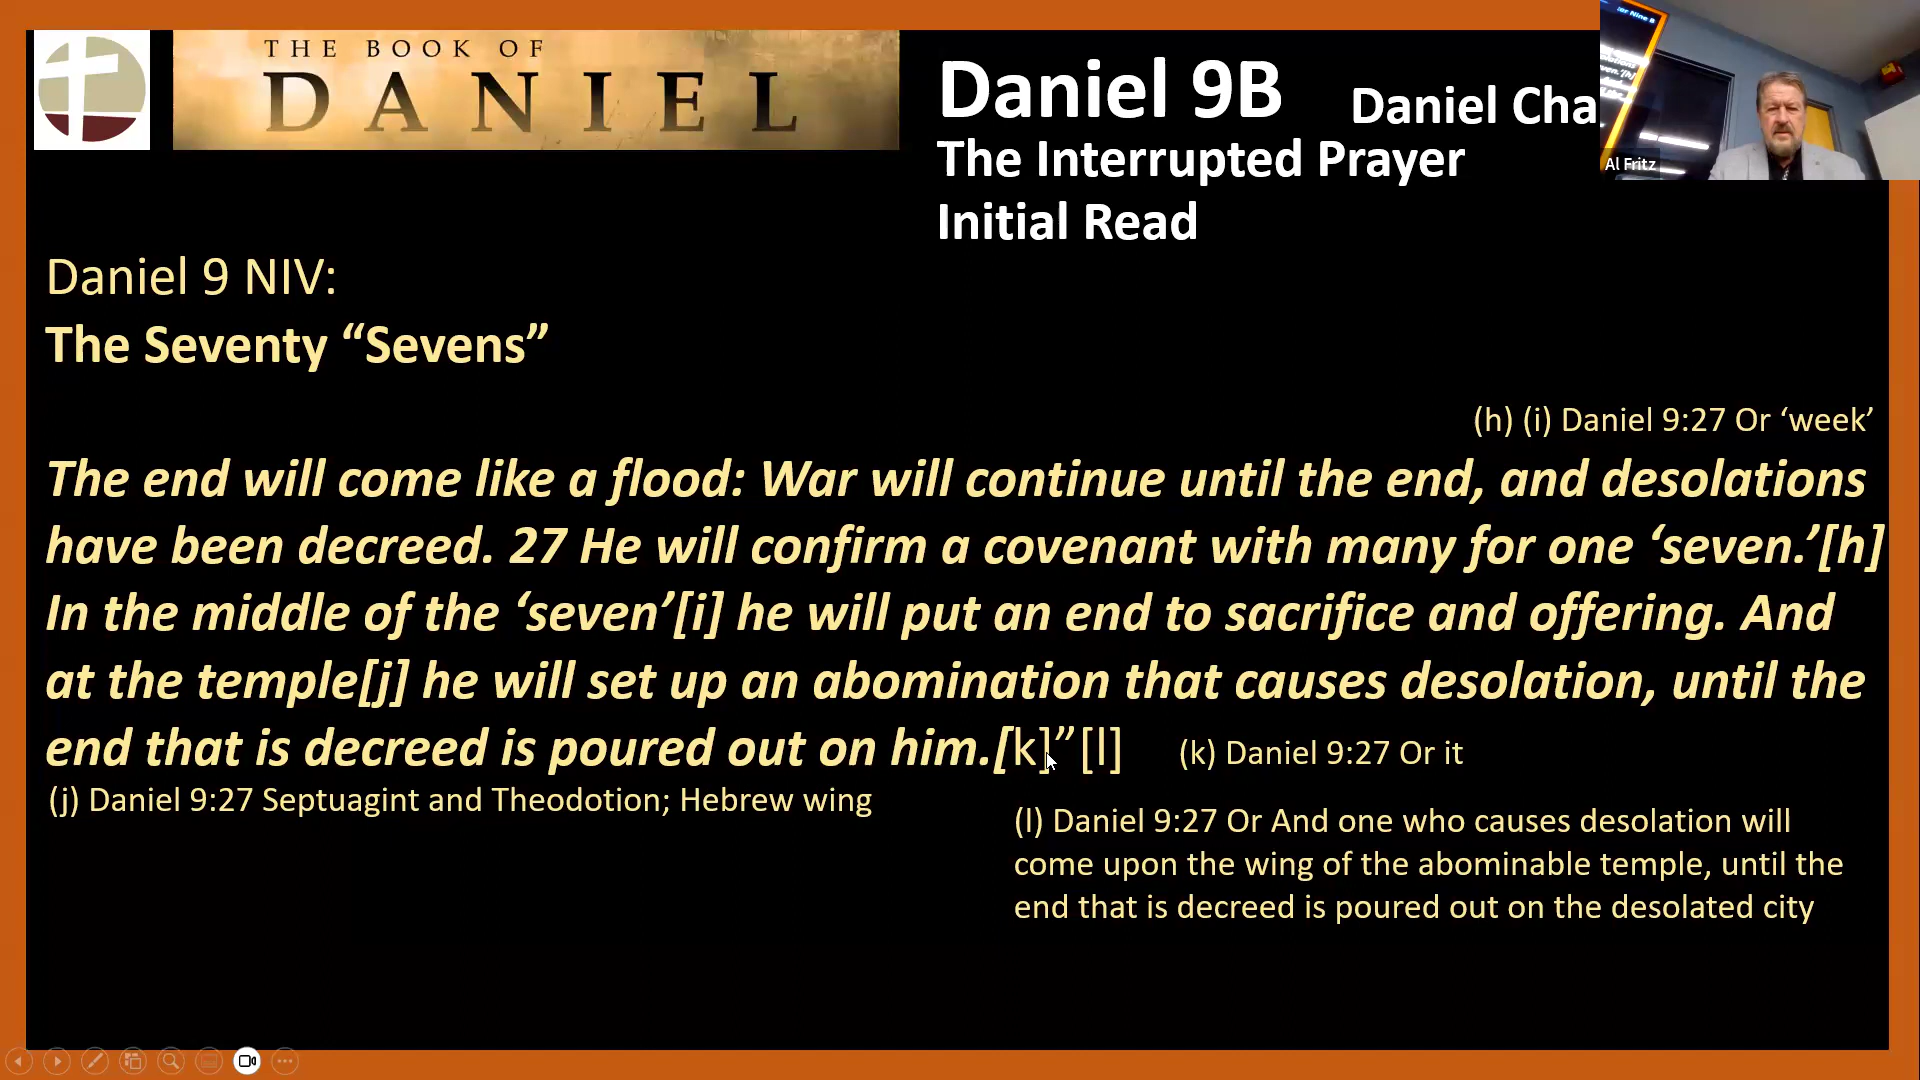 THE BOOK OF
DANIEL
Daniel 9B
Daniel Cha
The Interrupted Prayer
Initial Read
Al Fritz
Daniel 9 NIV:
The Seventy “Sevens”
(h) (i) Daniel 9:27 Or ‘week’
The end will come like a flood: War will continue until the end, and desolations
have been decreed. 27 He will confirm a covenant with many for one ‘seven.’[h]
In the middle of the ‘seven’[i] he will put an end to sacrifice and offering. And
at the temple[j] he will set up an abomination that causes desolation, until the
end that is decreed is poured out on him.[k]”[l]
(k) Daniel 9:27 Or it
(j) Daniel 9:27 Septuagint and Theodotion; Hebrew wing
(l) Daniel 9:27 Or And one who causes desolation will
come upon the wing of the abominable temple, until the
end that is decreed is poured out on the desolated city